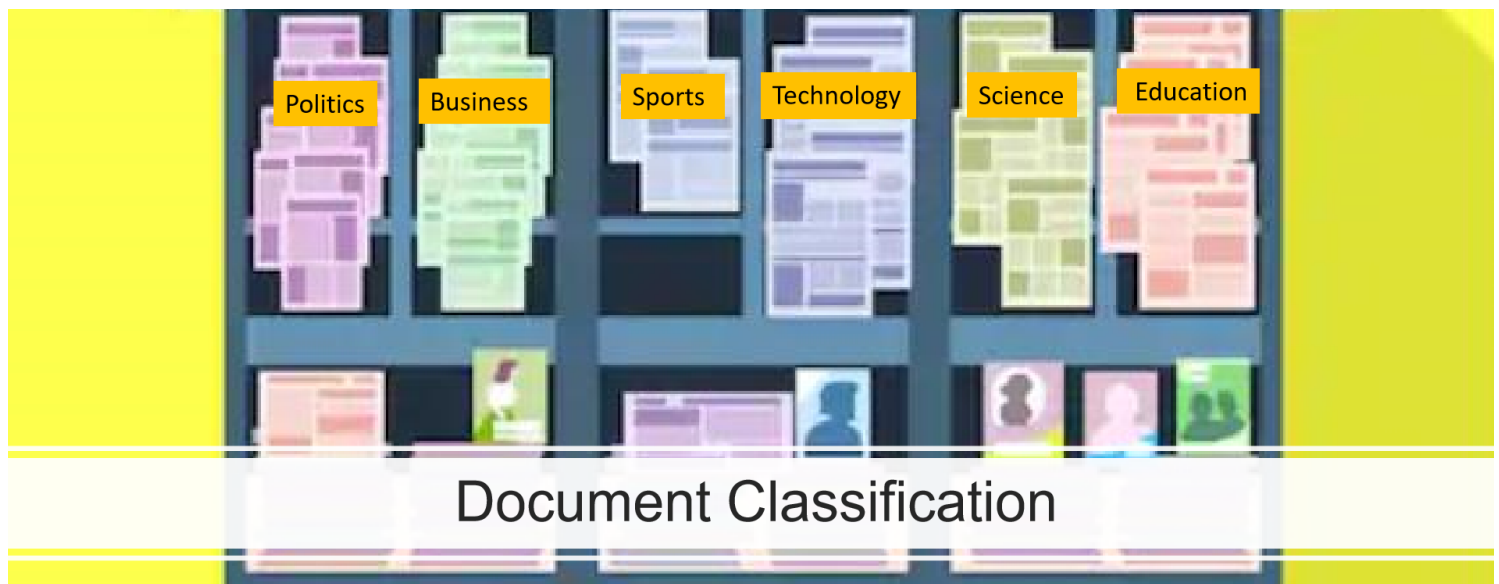 Politics
Business
Sports
Technology
Science
Education
Document Classification